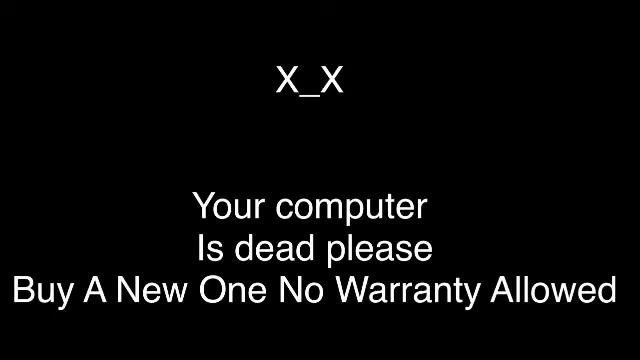 X_X
Your computer
Is dead please
Buy A New One No Warranty Allowed